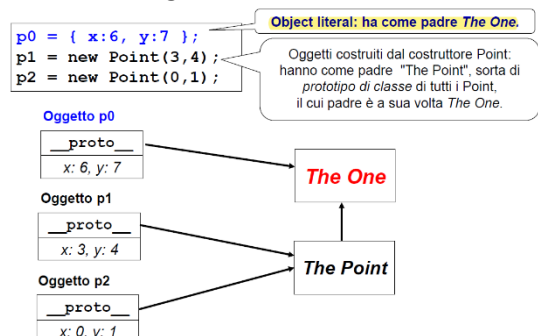 p0 = { x:6, y:7 };
p1 = new Point(3,4);
p2 = new Point(0,1);
Object literal: ha come padre The One.
Oggetti costruiti dal costruttore Point:
hanno come padre "The Point", sorta di
prototipo di classe di tutti i Point,
il cui padre è a sua volta The One.
Oggetto p0
__proto__
x: 6, y: 7
The One
Oggetto p1
__proto__
x: 3, y: 4
The Point
Oggetto p2
__proto__
x: 0, y: 1